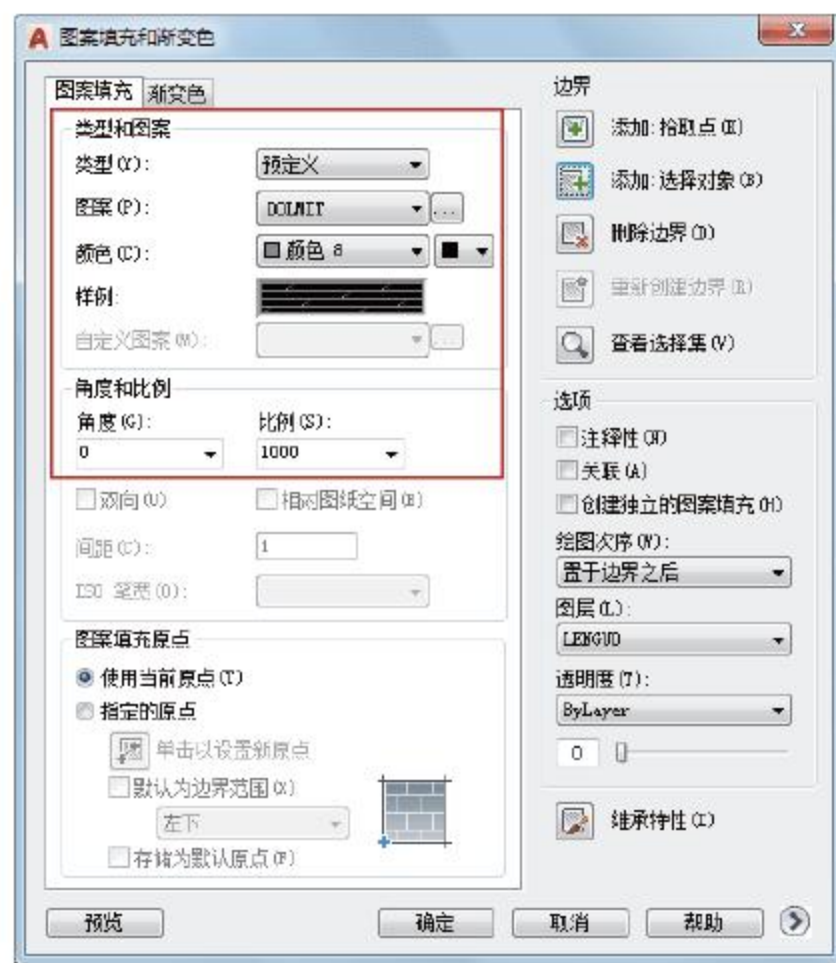 图案填充和渐变色
图案填充 渐变色
类型和图案
类型(Y): 预定义
图案(P): DOLMIT ...
颜色(C): 颜色 8
样例:
自定义图案(M): ...
角度和比例
角度(G): 比例(S):
0 1000
双向(U) 相对图纸空间(E)
间距(C): 1
ISO 笔宽(O):
图案填充原点
使用当前原点(T)
指定的原点
单击以设置新原点
默认为边界范围(X)
左下
存储为默认原点(F)
边界
添加:拾取点(K)
添加:选择对象(B)
删除边界(D)
重新创建边界(R)
查看选择集(V)
选项
注释性(N)
关联(A)
创建独立的图案填充(H)
绘图次序(W):
置于边界之后
图层(L):
LENGUD
透明度(T):
ByLayer
0
继承特性(I)
预览 确定 取消 帮助